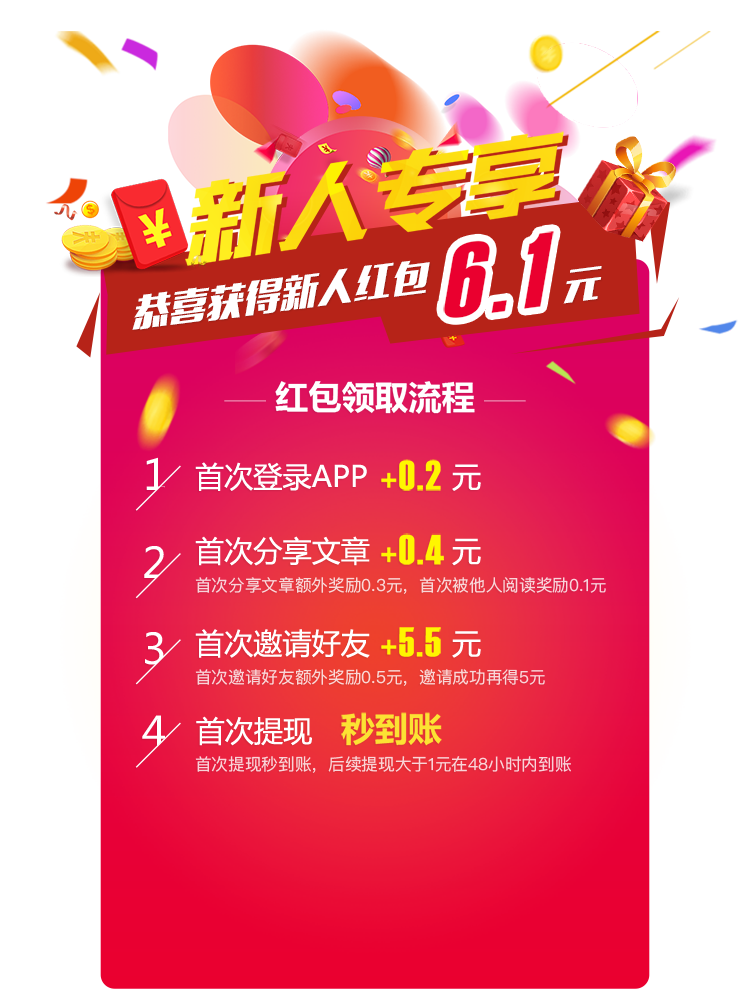 新人专享
恭喜获得新人红包6.1元
红包领取流程
1 首次登录APP +0.2 元
2 首次分享文章 +0.4 元
首次分享文章额外奖励0.3元，首次被他人阅读奖励0.1元
3 首次邀请好友 +5.5 元
首次邀请好友额外奖励0.5元，邀请成功再得5元
4 首次提现 秒到账
首次提现秒到账，后续提现大于1元在48小时内到账